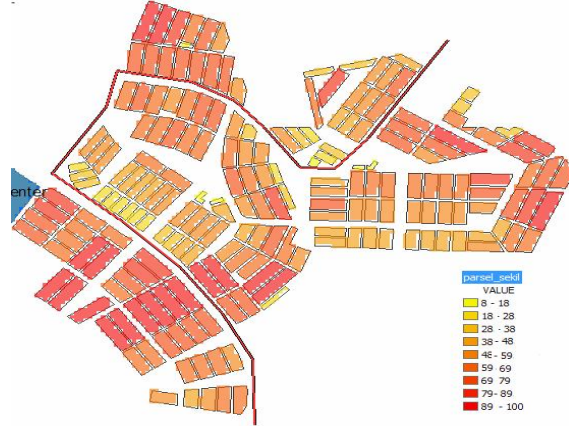 enter
parsel_sekil
VALUE
8 - 18
18 - 28
28 - 38
38 - 48
48 - 59
59 69
69 79
79 - 89
89 - 100